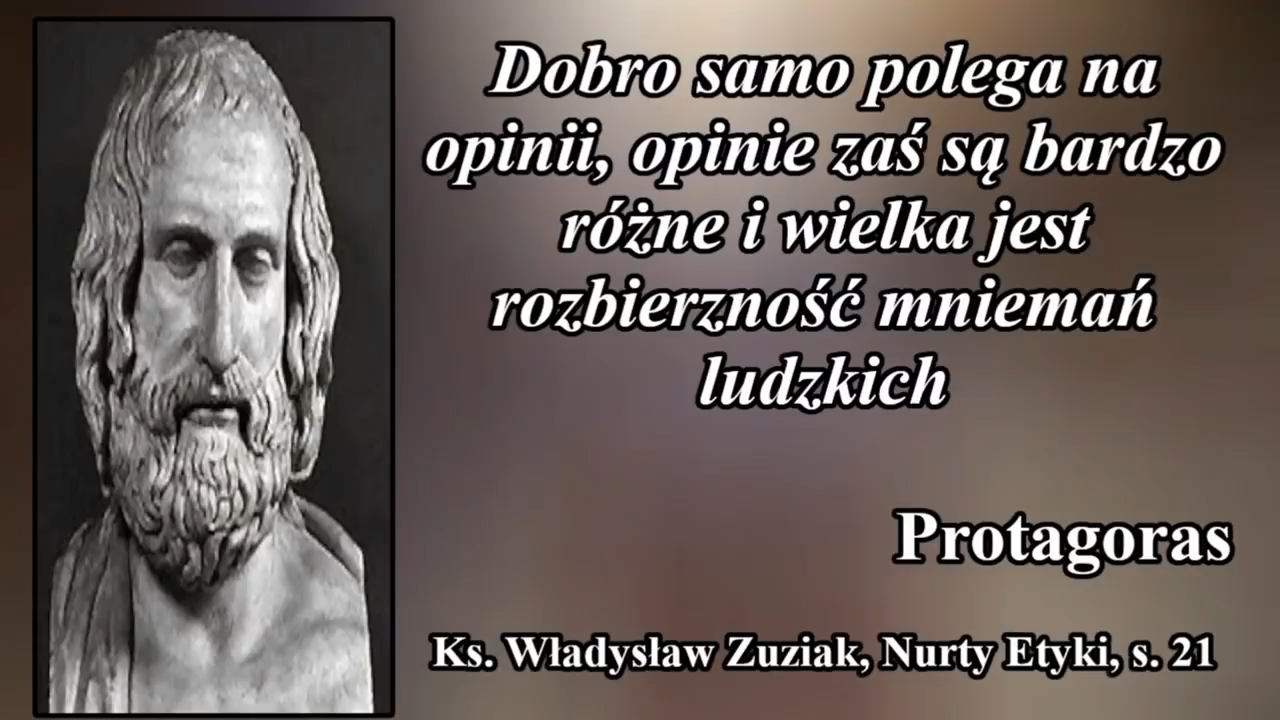 Dobro samo polega na
opinii, opinie zaś są bardzo
różne i wielka jest
rozbierzność mniemań
ludzkich
Protagoras
Ks. Władysław Zuziak, Nurty Etyki, s. 21